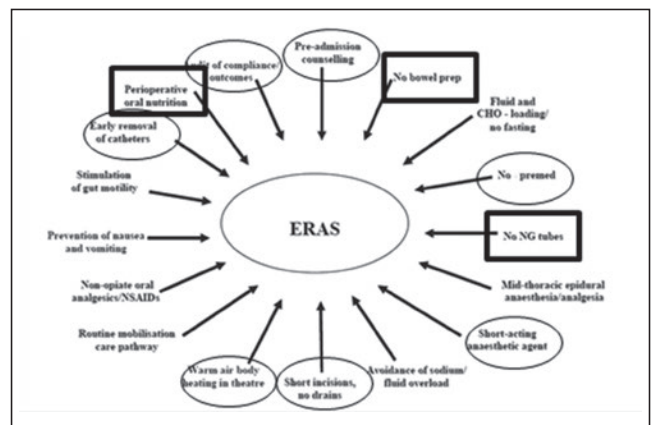 Pre-admission
counselling
No bowel prep
Fluid and
CHO - loading/
no fasting
No - premed
No NG tubes
Mid-thoracic epidural
anaesthesia/analgesia
Short-acting
anaesthetic agent
Avoidance of sodium/
fluid overload
Short incisions,
no drains
Warm air body
heating in theatre
Routine mobilisation
care pathway
Non-opiate oral
analgesics/NSAIDs
Prevention of nausea
and vomiting
Stimulation
of gut motility
Early removal
of catheters
Perioperative
oral nutrition
of compliance/
outcomes
ERAS